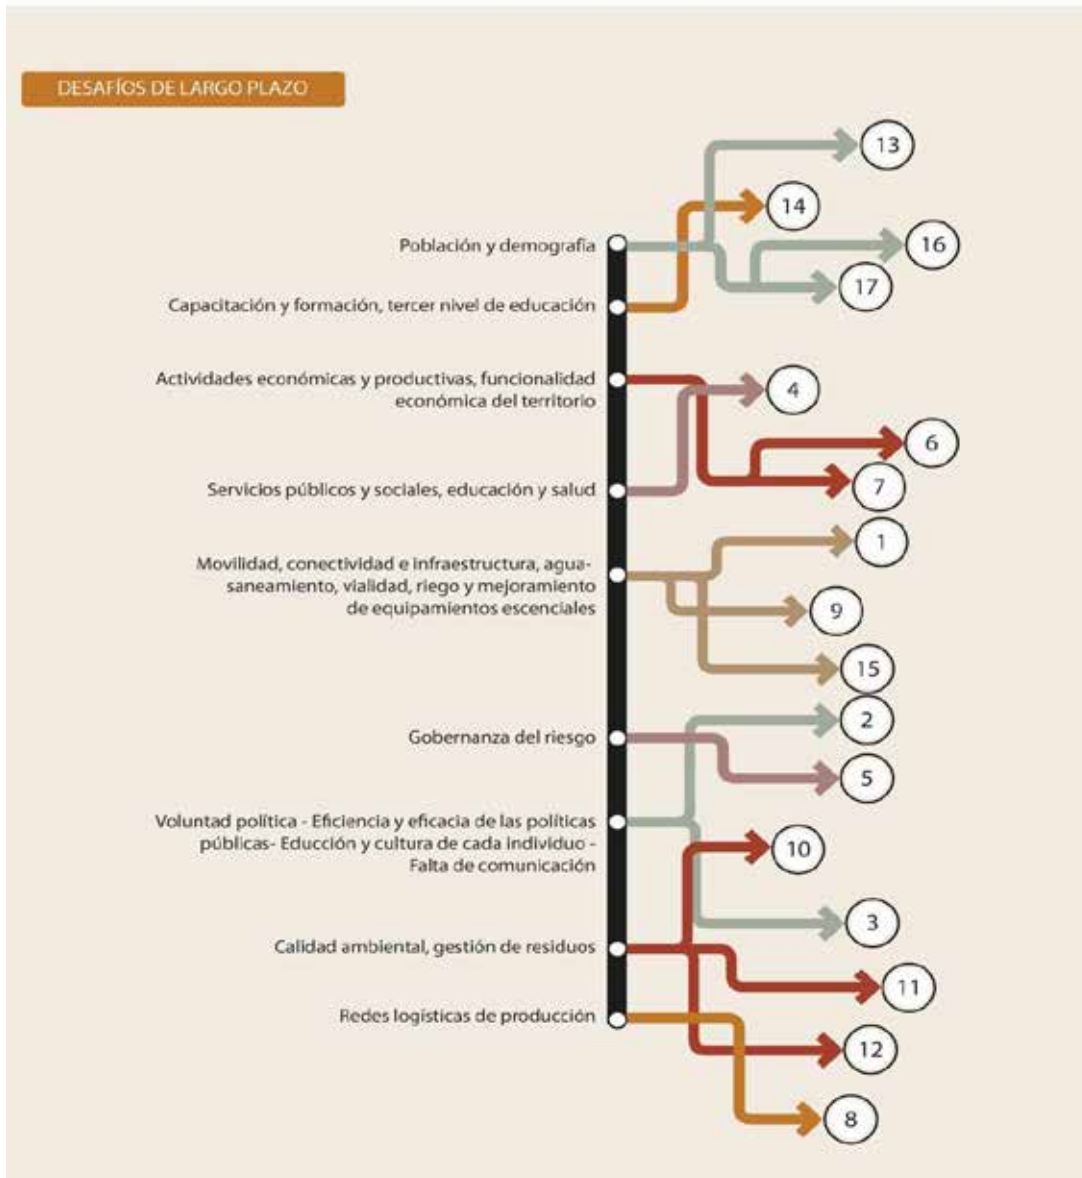 DESAFÍOS DE LARGO PLAZO
13
14
Población y demografía
16
17
Capacitación y formación, tercer nivel de educación
Actividades económicas y productivas, funcionalidad
económica del territorio
4
6
7
Servicios públicos y sociales, educación y salud
1
Movilidad, conectividad e infraestructura, agua-
saneamiento, vialidad, riego y mejoramiento
de equipamientos escenciales
9
15
2
Gobernanza del riesgo
5
Voluntad política - Eficiencia y eficacia de las políticas
públicas- Educción y cultura de cada individuo -
Falta de comunicación
10
3
Calidad ambiental, gestión de residuos
11
Redes logísticas de producción
12
8